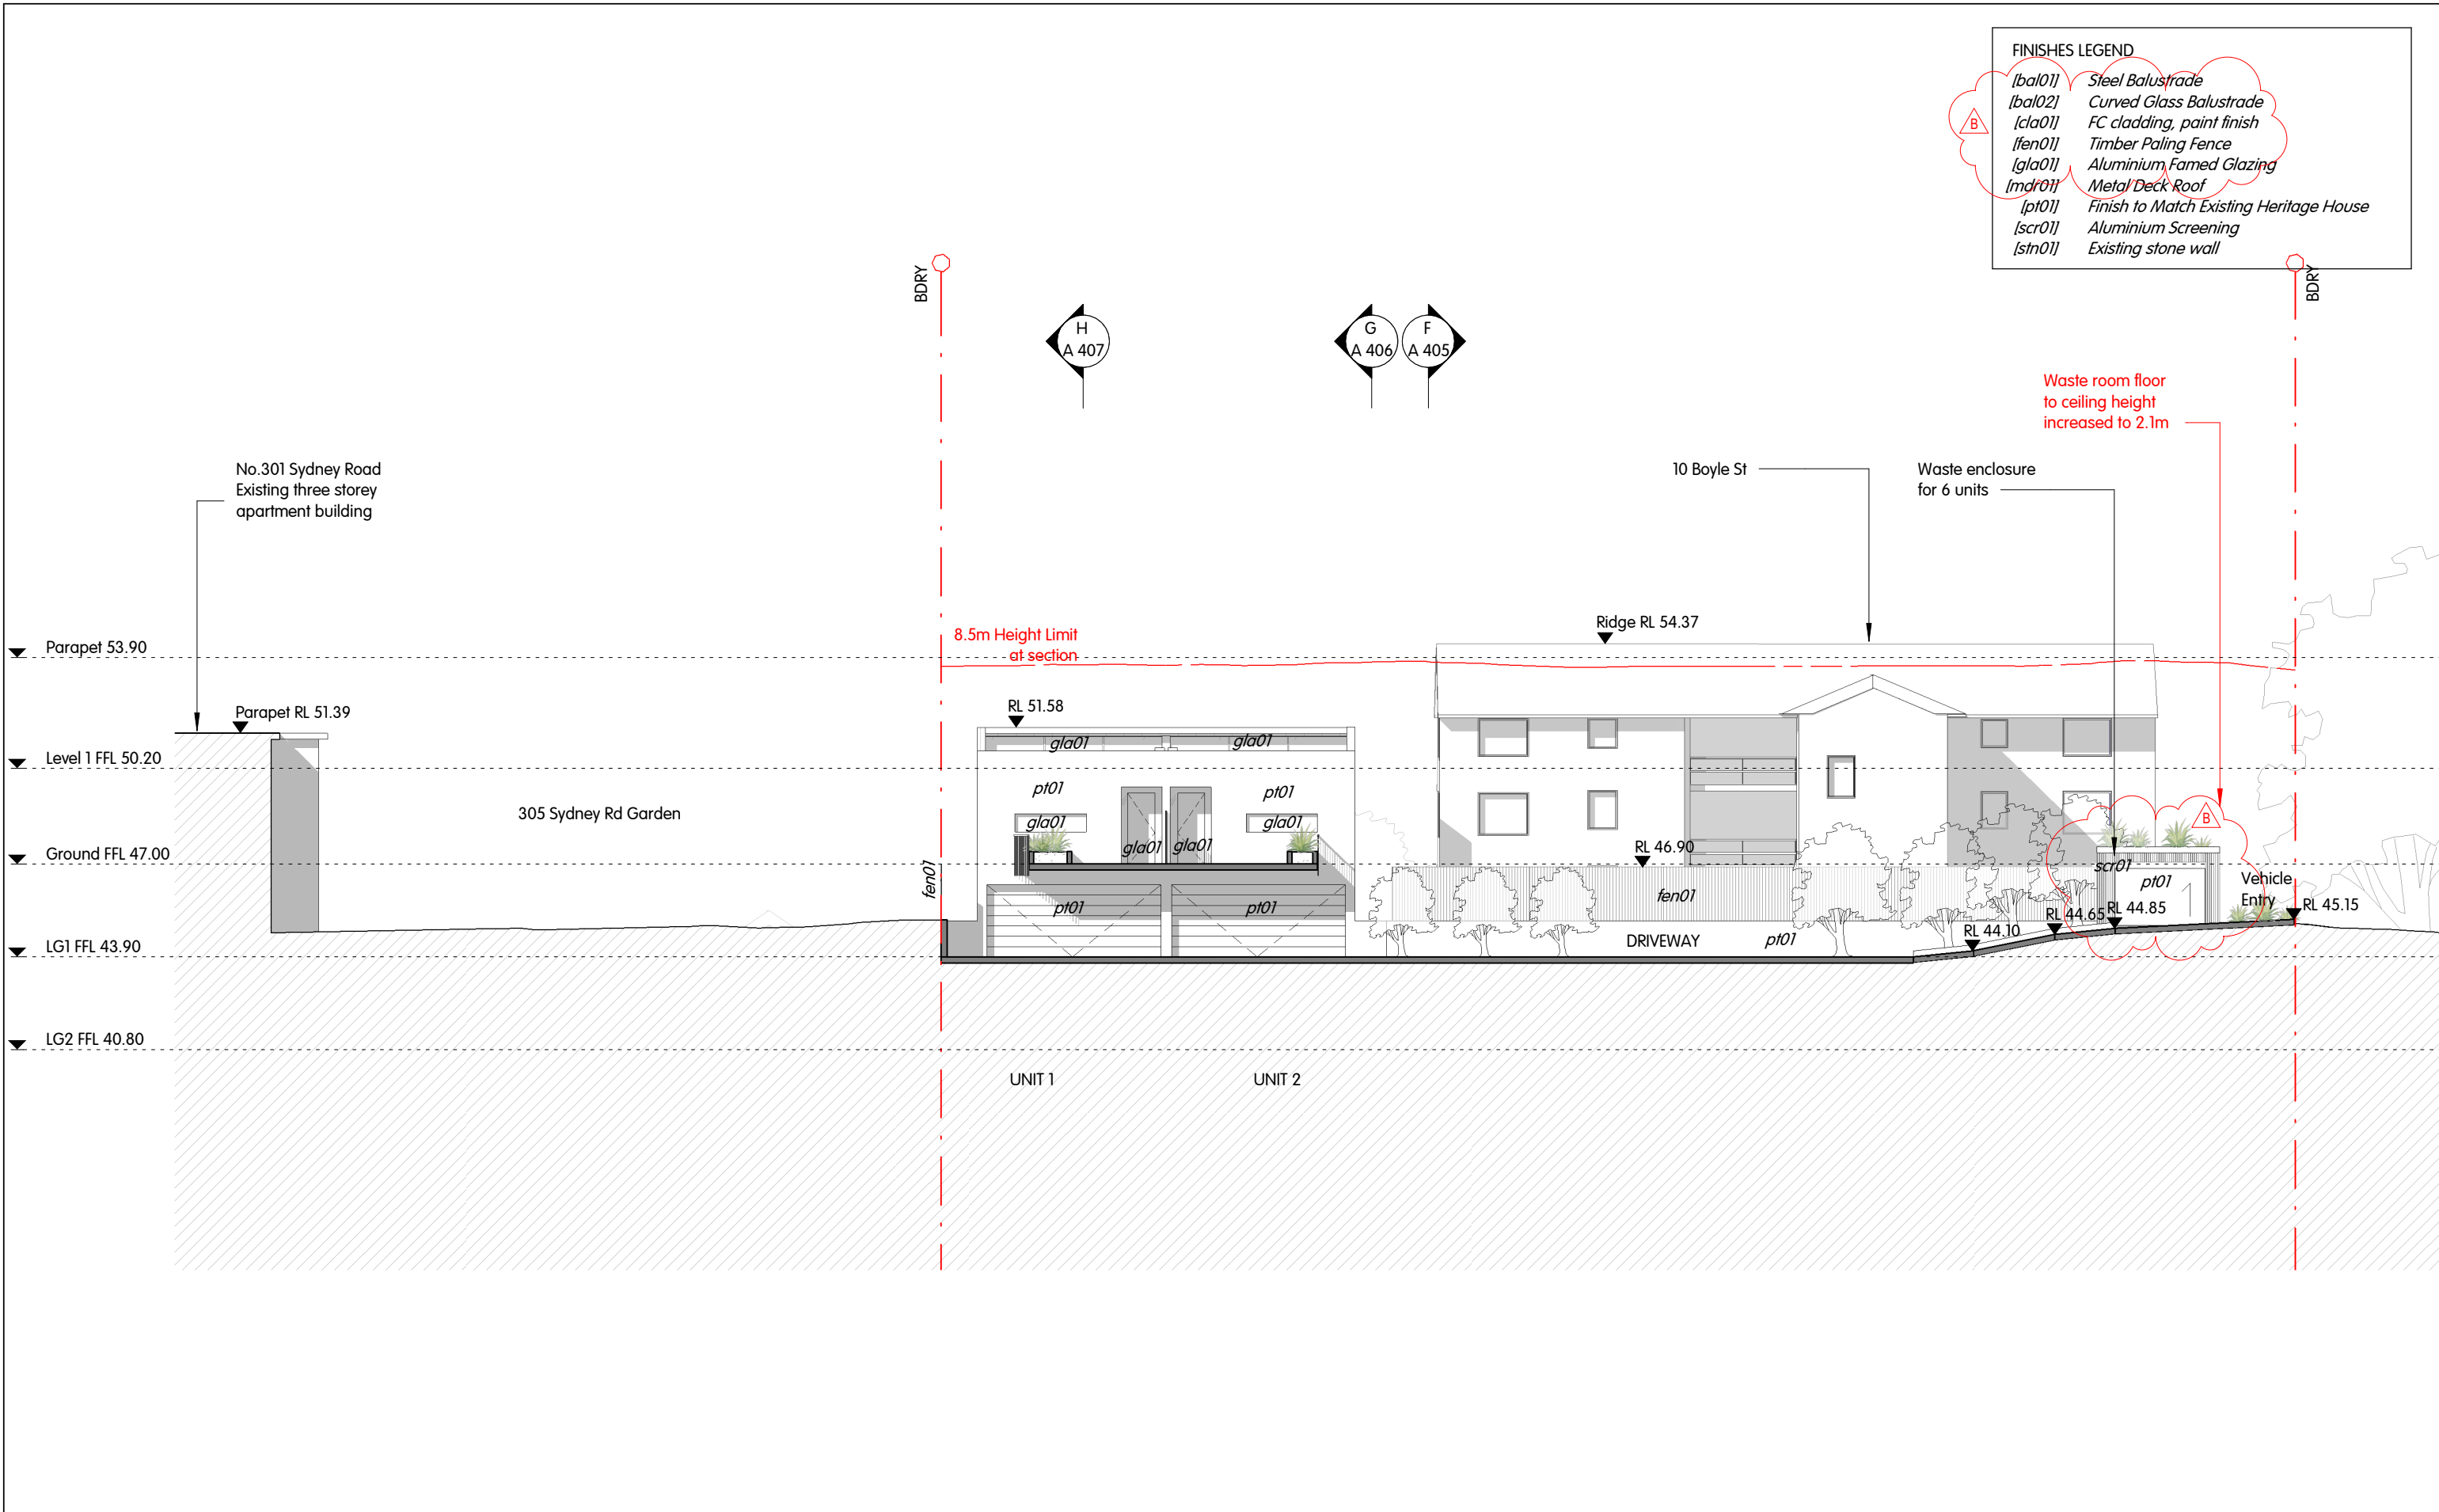 FINISHES LEGEND
[bal01] Steel Balustrade
[bal02] Curved Glass Balustrade
[cla01] FC cladding, paint finish
[fen01] Timber Paling Fence
[gla01] Aluminium Famed Glazing
[mdr01] Metal Deck Roof
[pt01] Finish to Match Existing Heritage House
[scr01] Aluminium Screening
[stn01] Existing stone wall
B
BDRY
BDRY
H
A 407
G
A 406
F
A 405
Waste room floor
to ceiling height
increased to 2.1m
No.301 Sydney Road
Existing three storey
apartment building
10 Boyle St
Waste enclosure
for 6 units
8.5m Height Limit
at section
Ridge RL 54.37
Parapet 53.90
Parapet RL 51.39
RL 51.58
gla01
gla01
Level 1 FFL 50.20
pt01
pt01
305 Sydney Rd Garden
gla01
gla01
B
gla01
gla01
Ground FFL 47.00
RL 46.90
fen01
scr01
pt01
Vehicle
Entry
fen01
pt01
pt01
RL 45.15
RL 44.65
RL 44.85
RL 44.10
DRIVEWAY
pt01
LG1 FFL 43.90
LG2 FFL 40.80
UNIT 1
UNIT 2